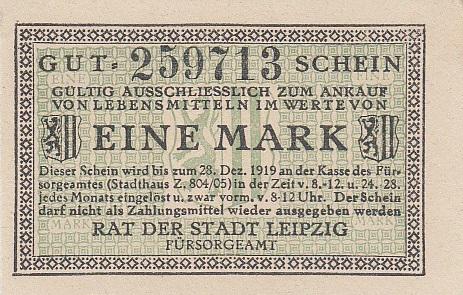 GUT= 259713 SCHEIN
GÜLTIG AUSSCHLIESSLICH ZUM ANKAUF
VON LEBENSMITTELN IM WERTE VON
EINE MARK
Dieser Schein wird bis zum 28. Dez. 1919 an der Kasse des Für-
sorgeamtes (Stadthaus Z. 804/05) in der Zeit v. 8.-12. u. 24. 28.
jedes Monats eingelöst u. zwar vorm. v. 8-12 Uhr. Der Schein
darf nicht als Zahlungsmittel wieder ausgegeben werden
RAT DER STADT LEIPZIG
FÜRSORGEAMT